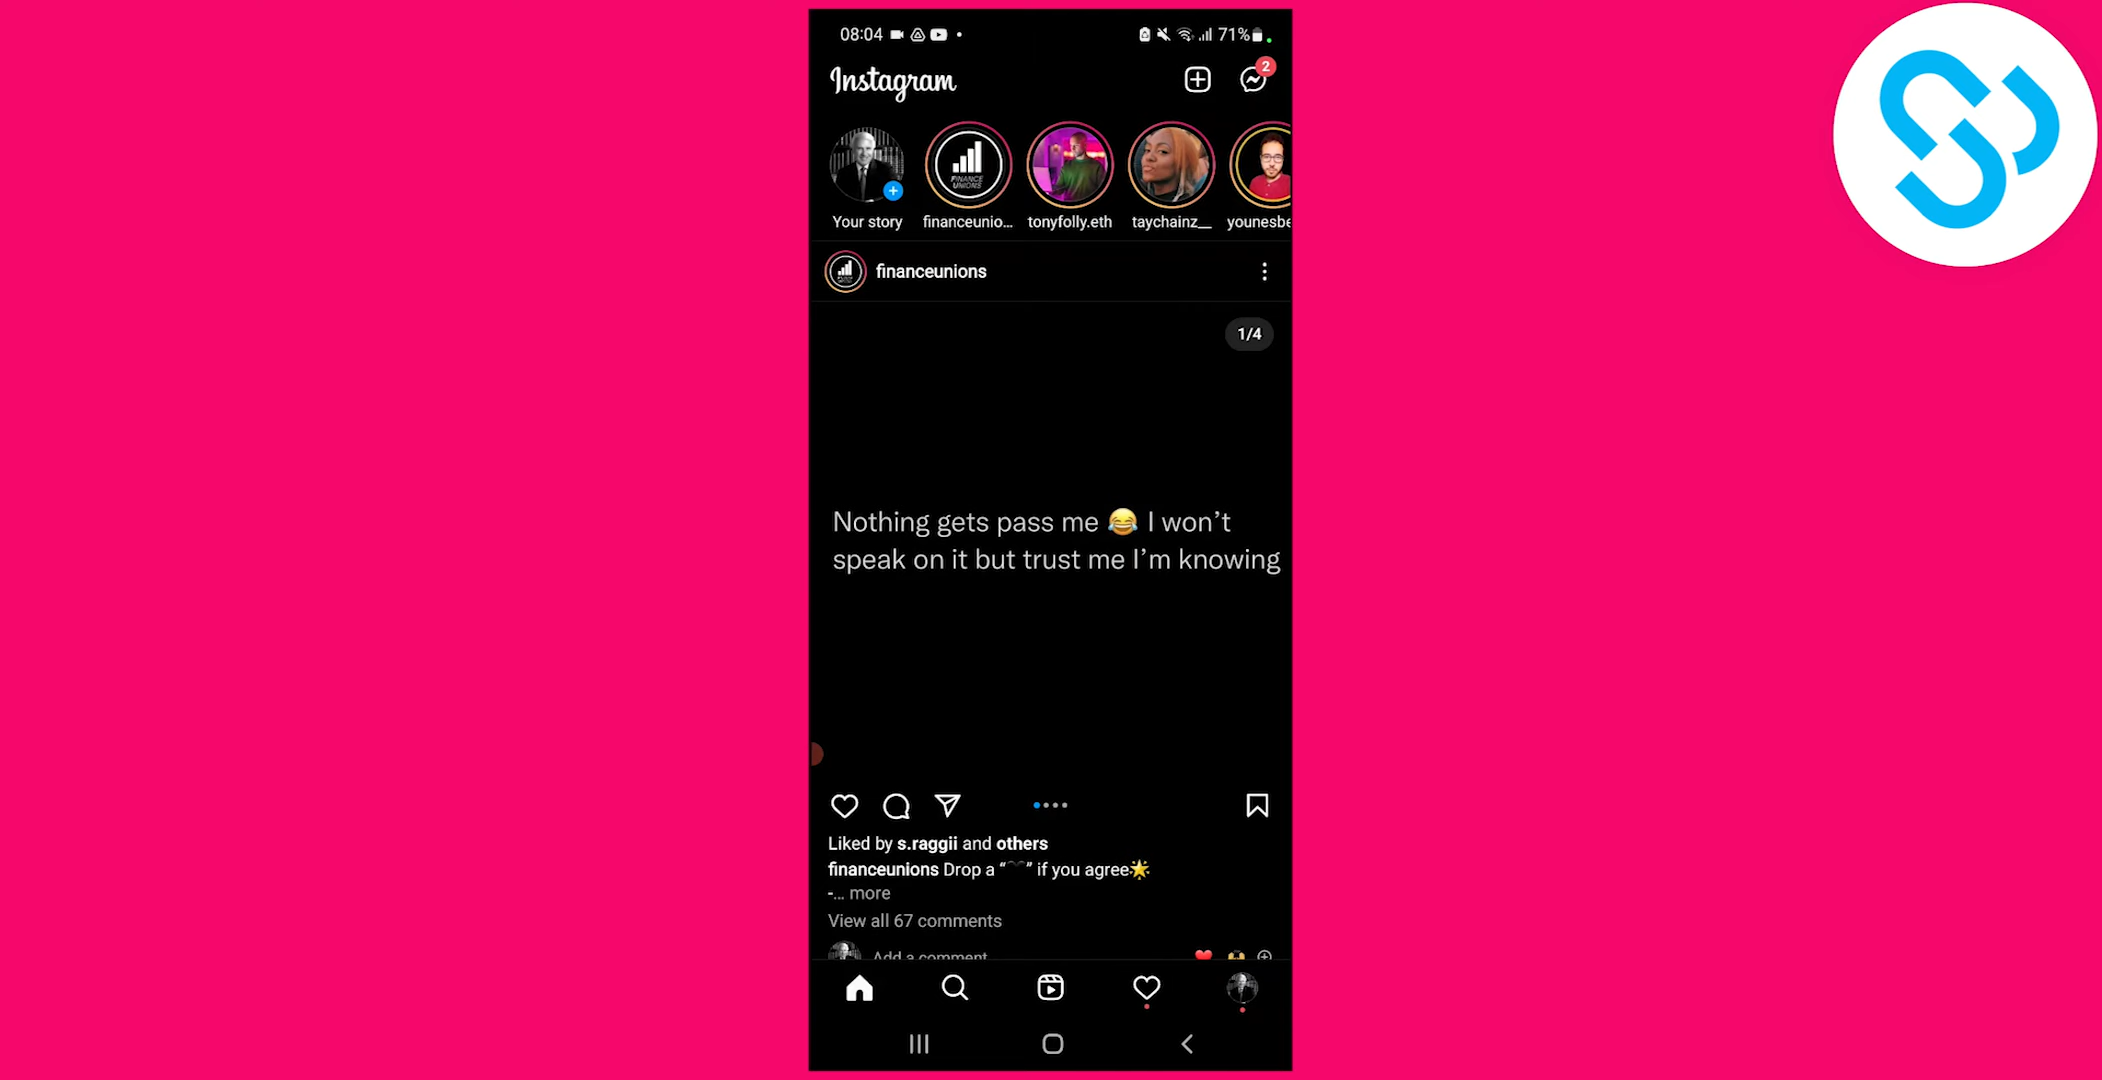 08:04
71%
Instagram
2
FINANCE
UNIONS
Your story
financeunio...
tonyfolly.eth
taychainz__
younesbe
financeunions
1/4
Nothing gets pass me 😂 I won’t
speak on it but trust me I’m knowing
Liked by s.raggii and others
financeunions Drop a “〰️” if you agree🌟
-... more
View all 67 comments
Add a comment...